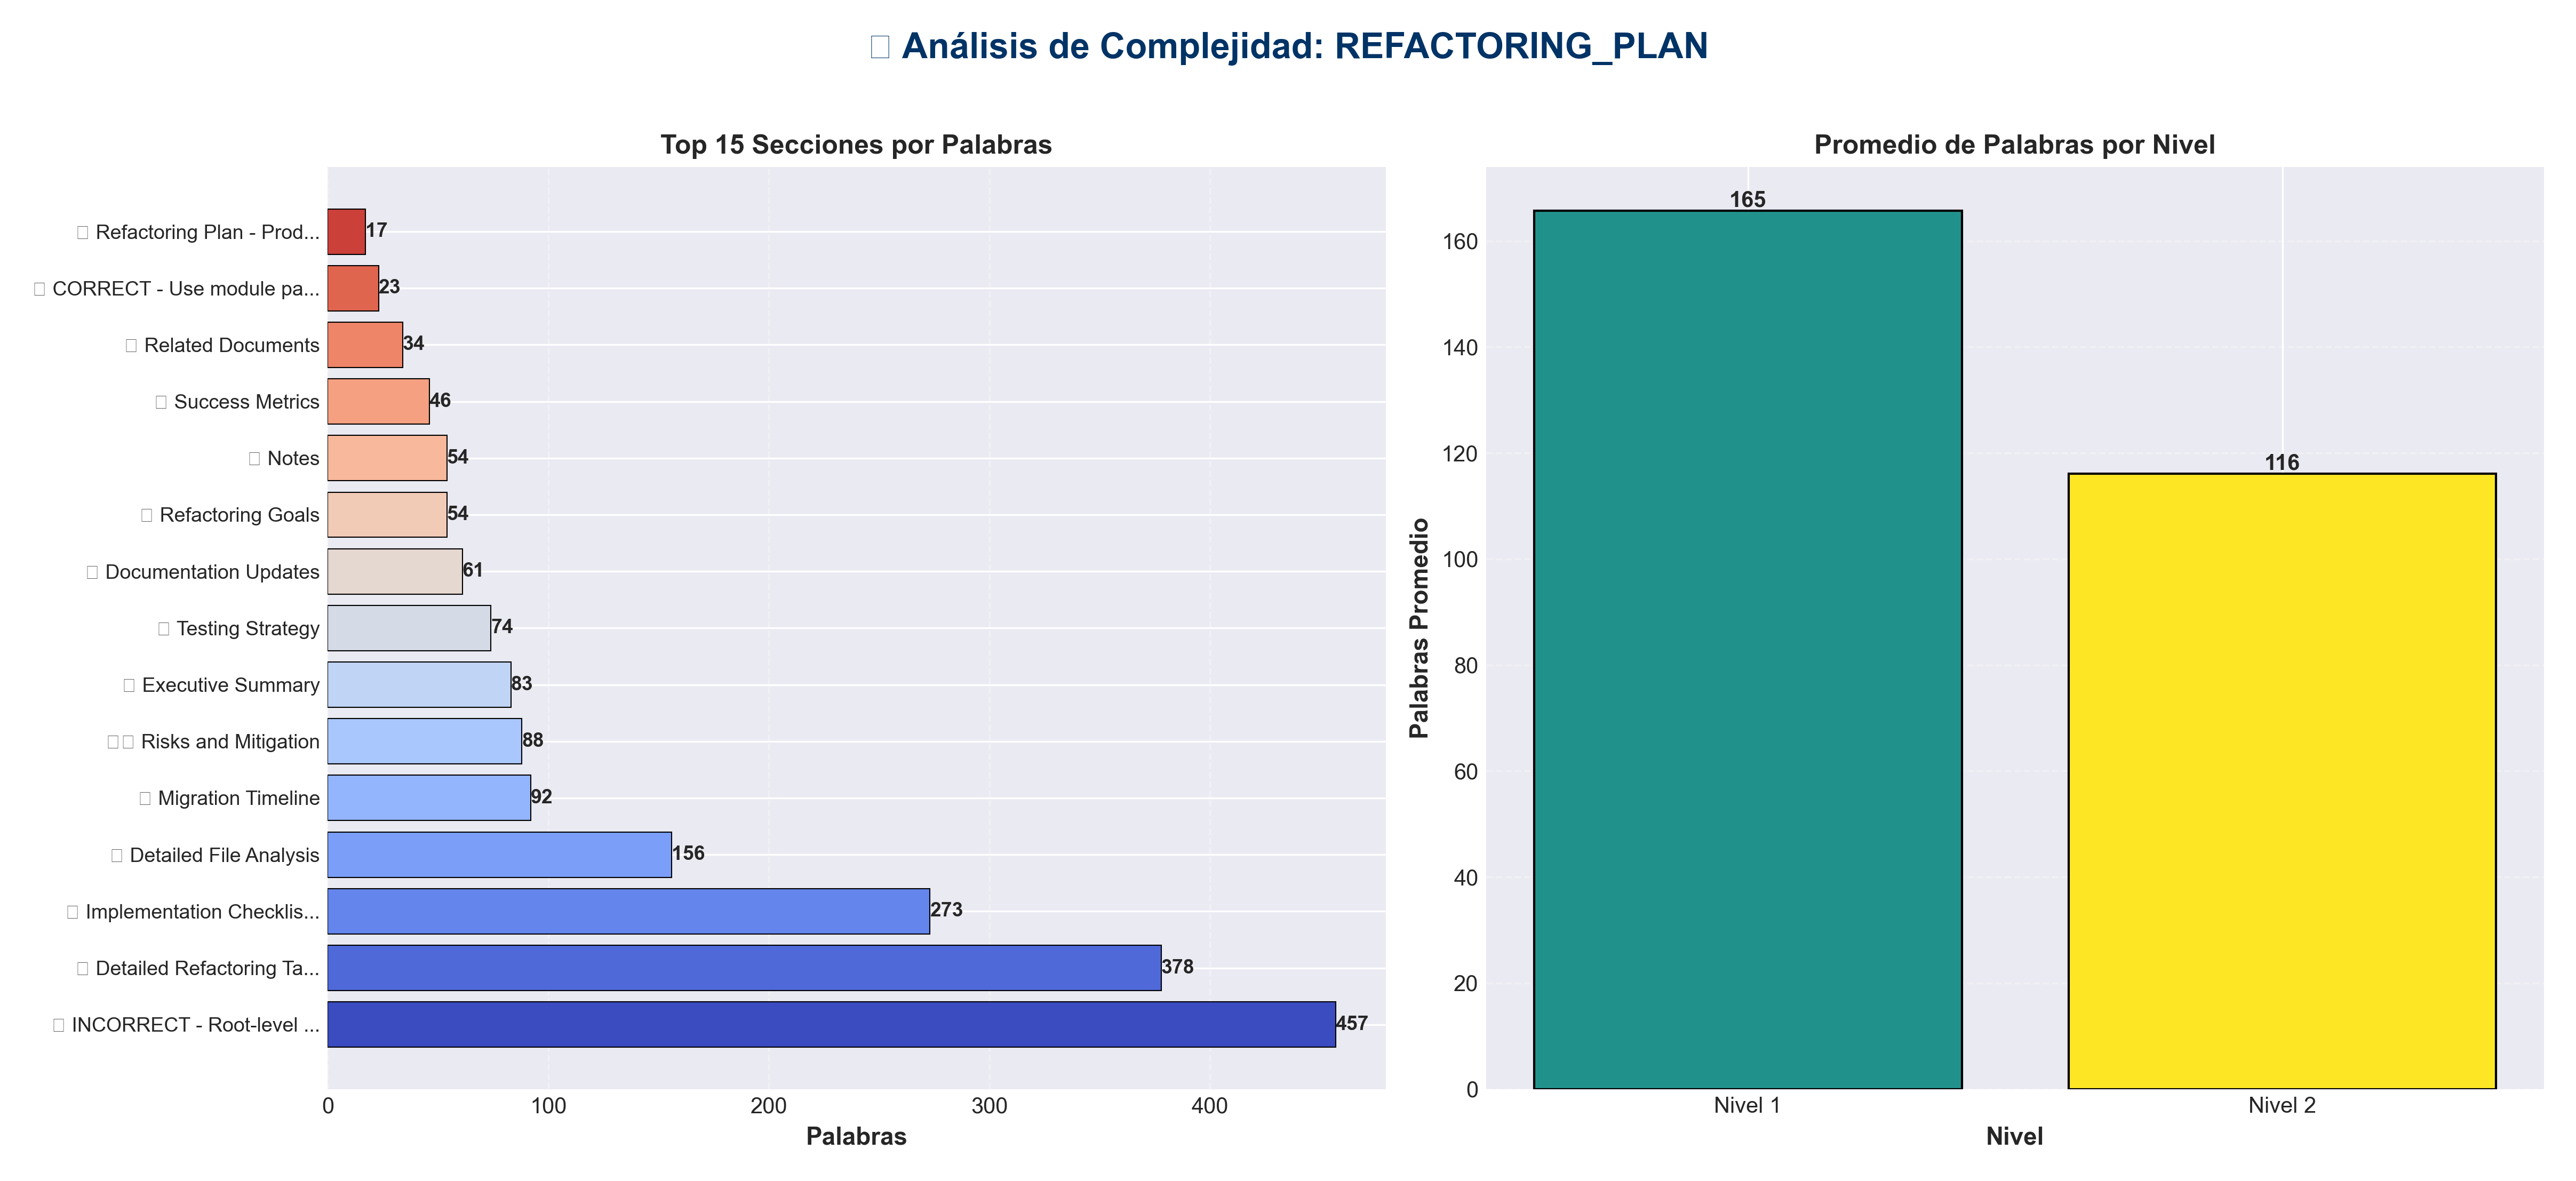 Análisis de Complejidad: REFACTORING_PLAN
Top 15 Secciones por Palabras
Refactoring Plan - Prod... 17
CORRECT - Use module pa... 23
Related Documents 34
Success Metrics 46
Notes 54
Refactoring Goals 54
Documentation Updates 61
Testing Strategy 74
Executive Summary 83
Risks and Mitigation 88
Migration Timeline 92
Detailed File Analysis 156
Implementation Checklis... 273
Detailed Refactoring Ta... 378
INCORRECT - Root-level ... 457
0 100 200 300 400
Palabras
Promedio de Palabras por Nivel
165
116
160
140
120
100
80
60
40
20
0
Palabras Promedio
Nivel 1 Nivel 2
Nivel